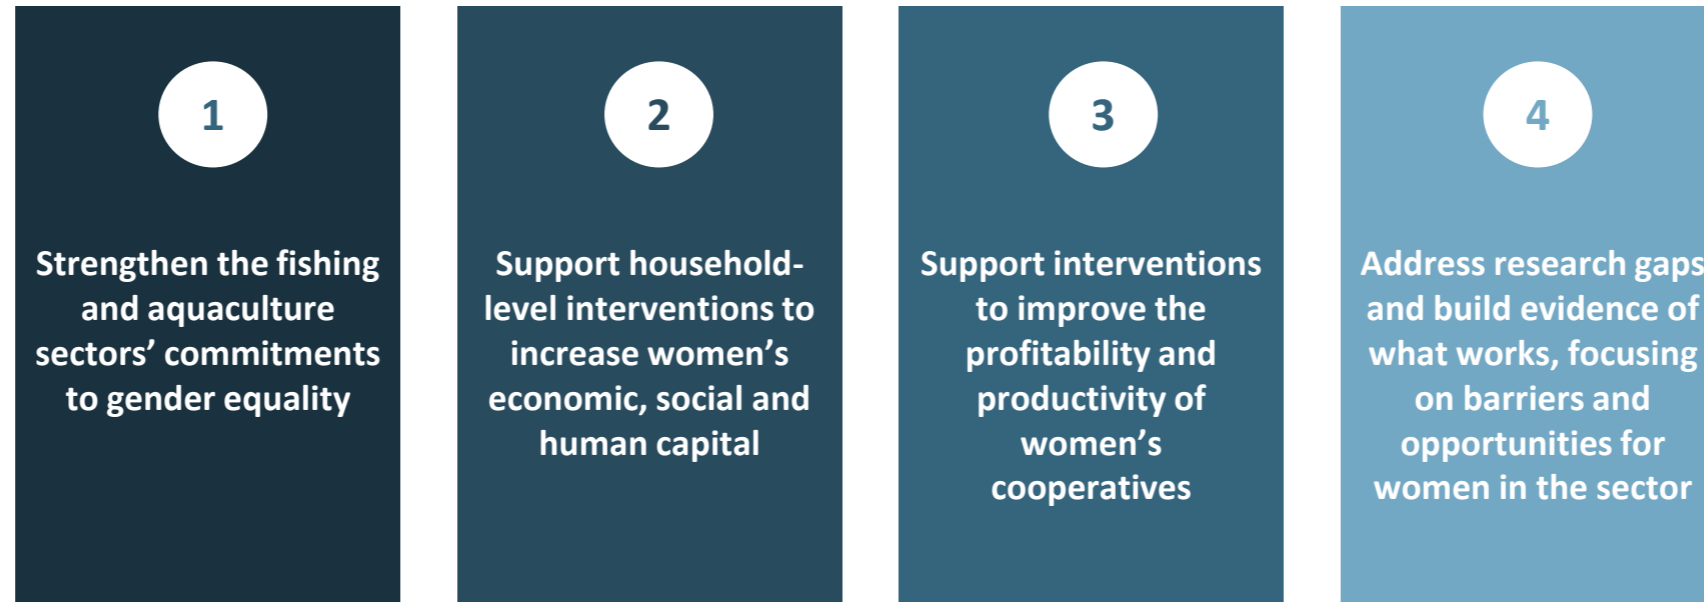 1
Strengthen the fishing
and aquaculture
sectors’ commitments
to gender equality
2
Support household-
level interventions to
increase women’s
economic, social and
human capital
3
Support interventions
to improve the
profitability and
productivity of
women’s
cooperatives
4
Address research gaps
and build evidence of
what works, focusing
on barriers and
opportunities for
women in the sector